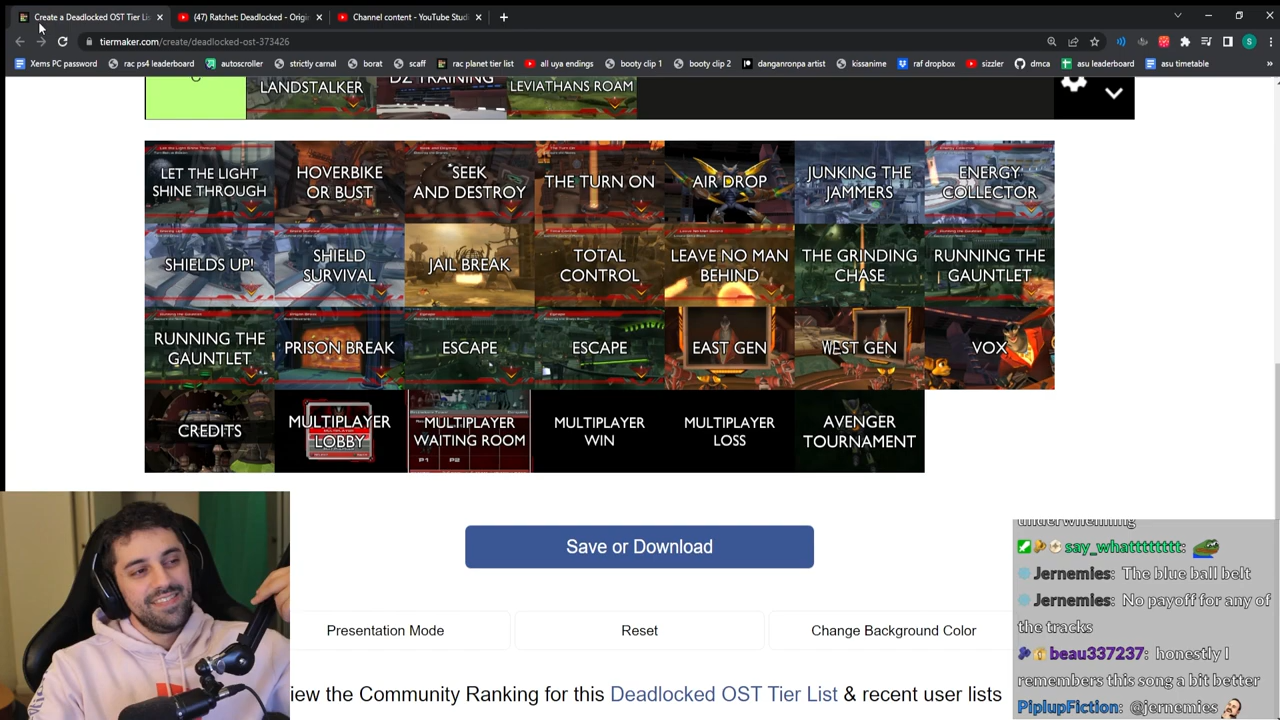 Create a Deadlocked OST Tier Lis
(47) Ratchet: Deadlocked - Origin
Channel content - YouTube Studi
tiermaker.com/create/deadlocked-ost-373426
S
Xems PC password
rac ps4 leaderboard
autoscroller
strictly carnal
borat
scaff
rac planet tier list
all uya endings
booty clip 1
booty clip 2
danganronpa artist
kissanime
raf dropbox
sizzler
dmca
asu leaderboard
asu timetable
C
LANDSTALKER
DZ TRAINING
LEVIATHANS ROAM
LET THE LIGHT
SHINE THROUGH
HOVERBIKE
OR BUST
SEEK
AND DESTROY
THE TURN ON
AIR DROP
JUNKING THE
JAMMERS
ENERGY
COLLECTOR
SHIELDS UP!
SHIELD
SURVIVAL
JAIL BREAK
TOTAL
CONTROL
LEAVE NO MAN
BEHIND
THE GRINDING
CHASE
RUNNING THE
GAUNTLET
RUNNING THE
GAUNTLET
PRISON BREAK
ESCAPE
ESCAPE
EAST GEN
WEST GEN
VOX
CREDITS
MULTIPLAYER
LOBBY
MULTIPLAYER
WAITING ROOM
P1 P2
MULTIPLAYER
WIN
MULTIPLAYER
LOSS
AVENGER
TOURNAMENT
Save or Download
Presentation Mode
Reset
Change Background Color
iew the Community Ranking for this Deadlocked OST Tier List & recent user lists
underwhelming
say_whatttttttt:
Jernemies: The blue ball belt
Jernemies: No payoff for any of
the tracks
beau337237: honestly I
remembers this song a bit better
PiplupFiction: @jernemies